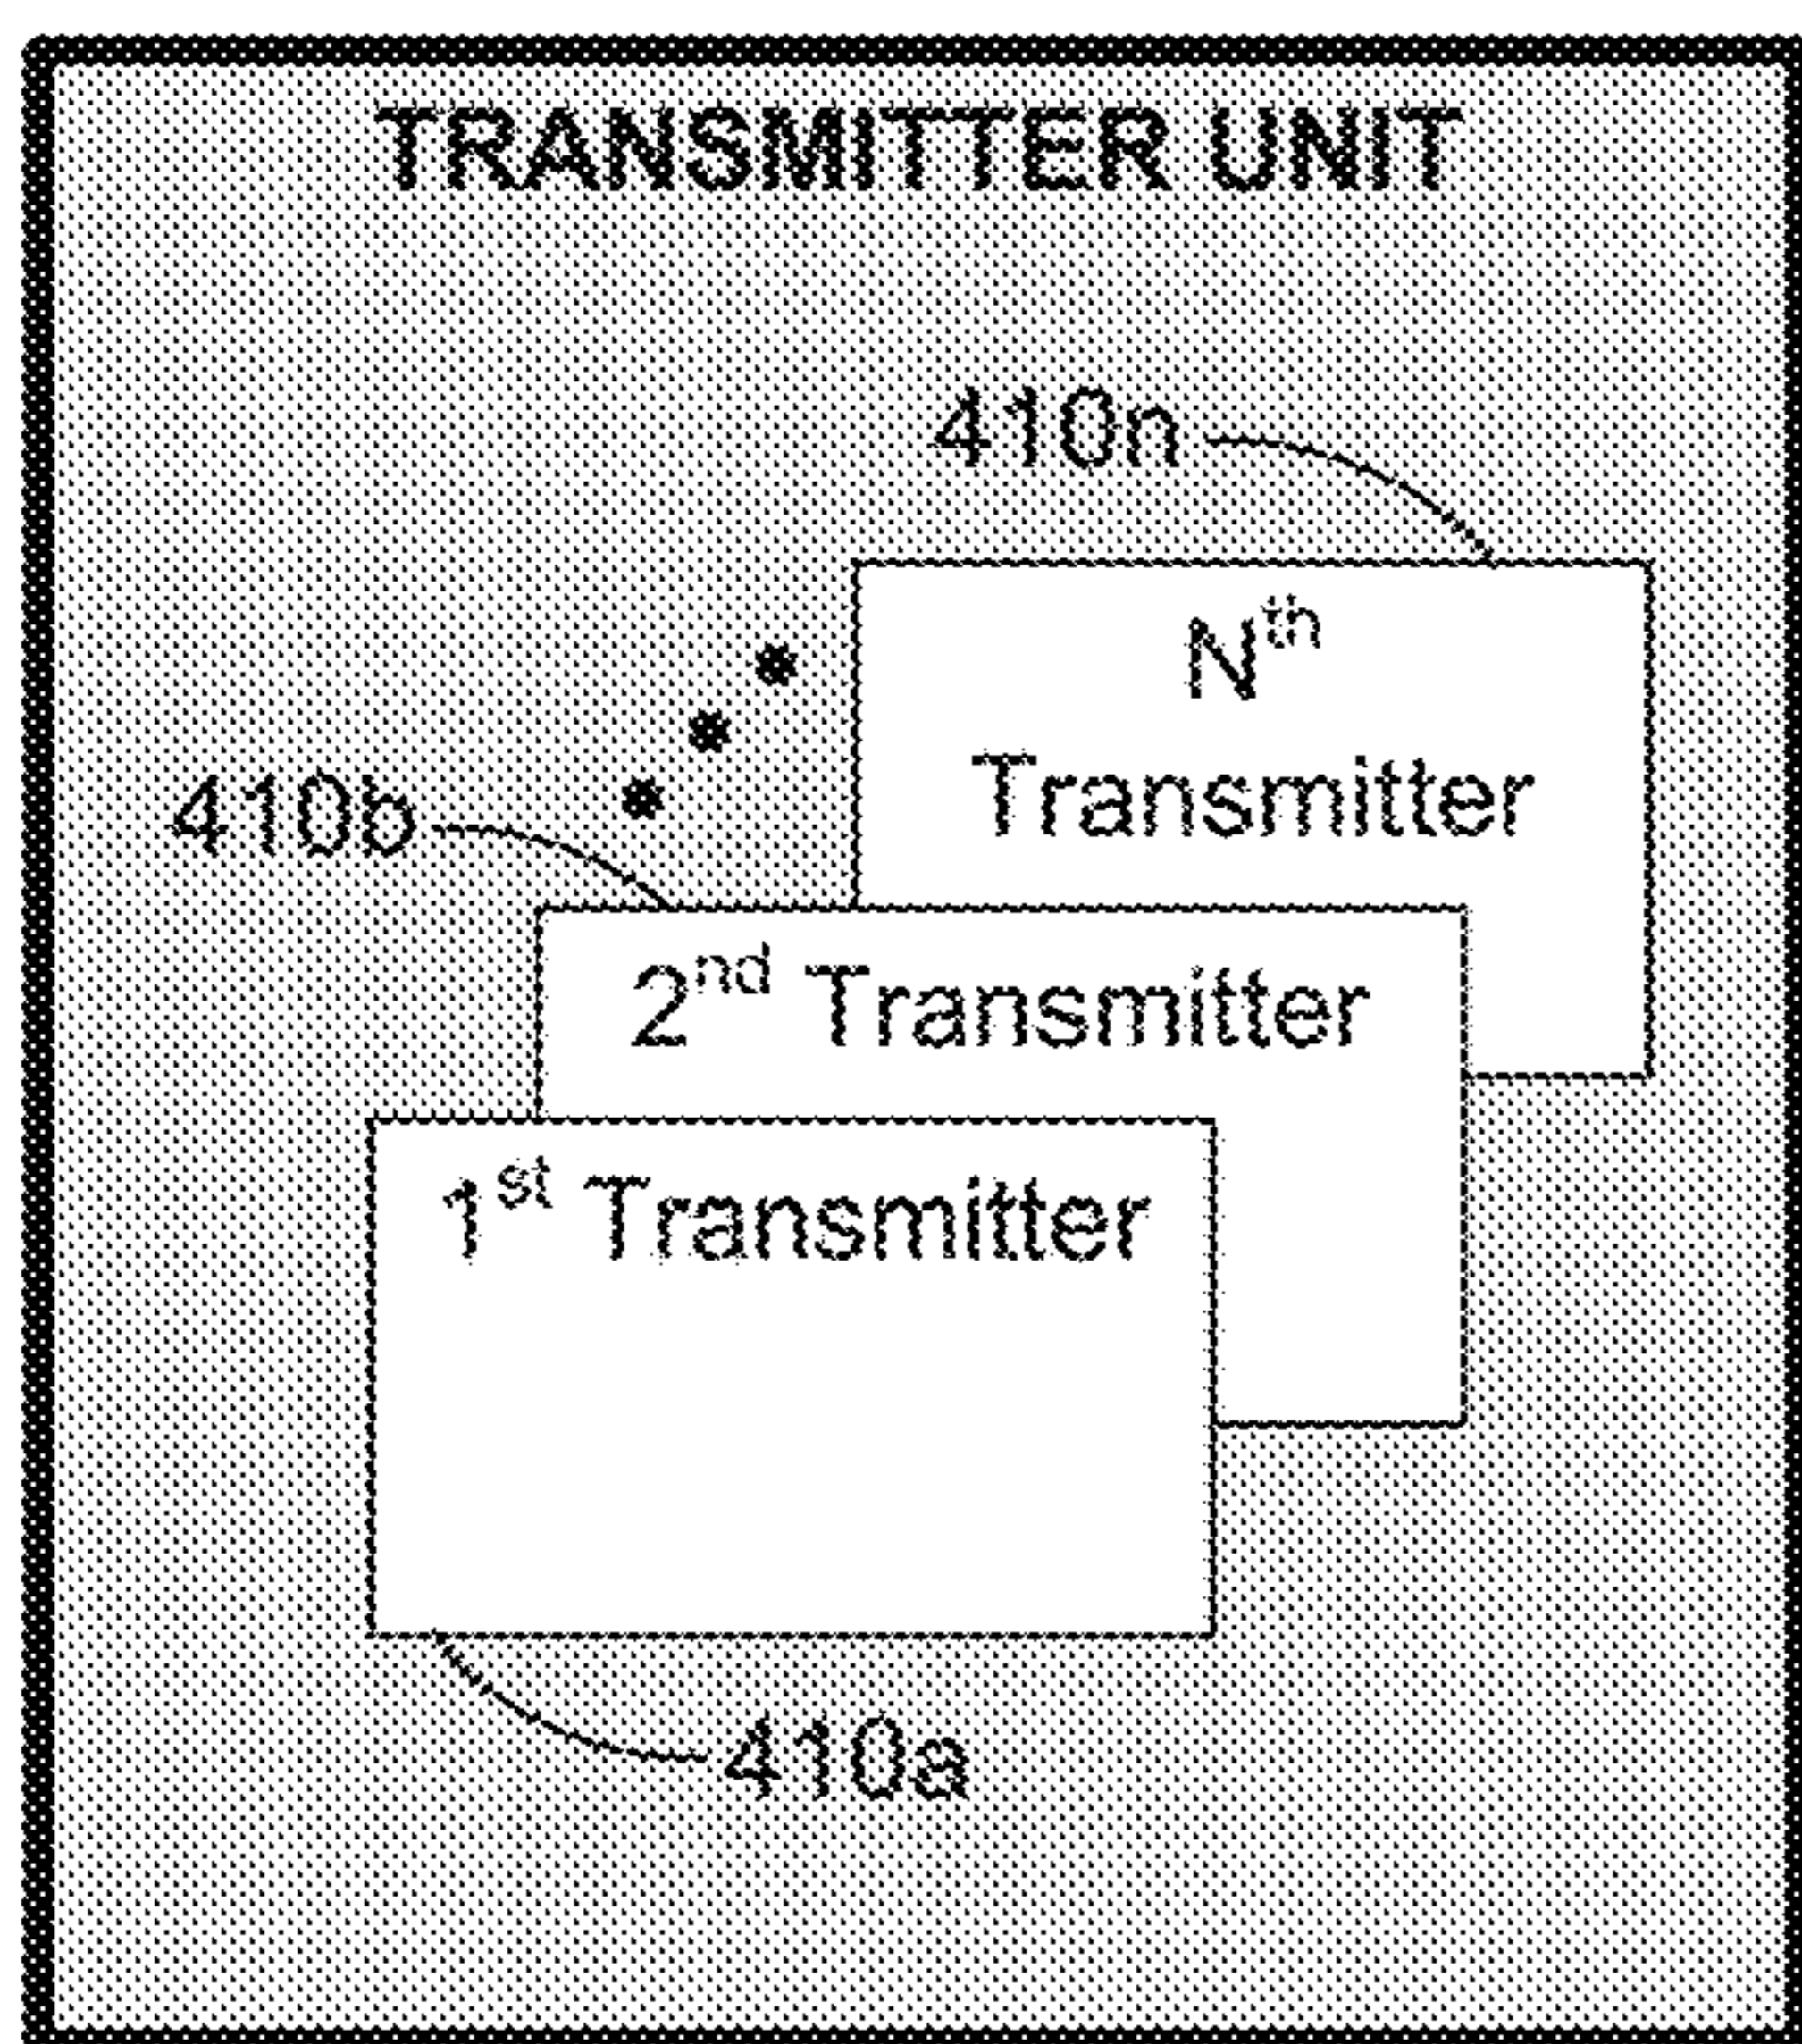 TRANSMITTER UNIT
410n
Nth
Transmitter
410b
2nd Transmitter
1st Transmitter
410a